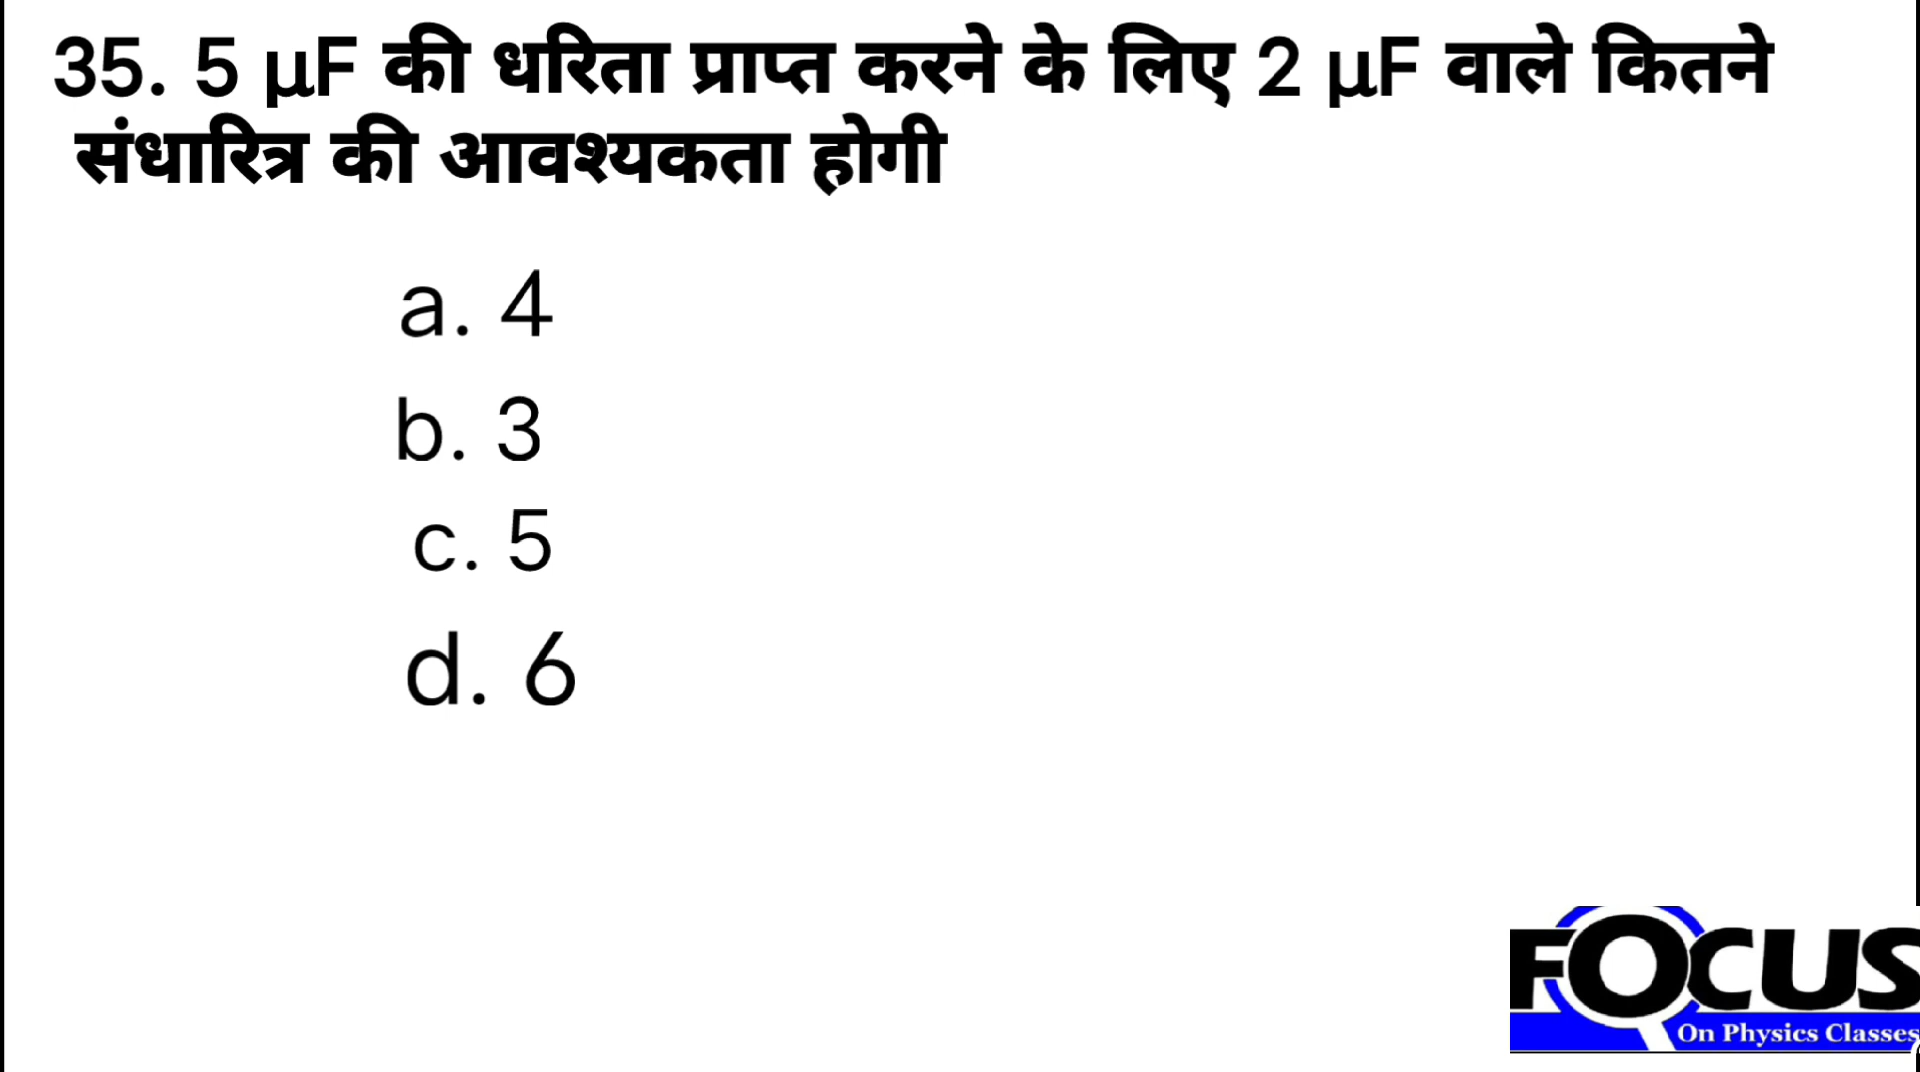 35. 5 µF की धरिता प्राप्त करने के लिए 2 µF वाले कितने
संधारित्र की आवश्यकता होगी
a. 4
b. 3
c. 5
d. 6
FOCUS
On Physics Classes